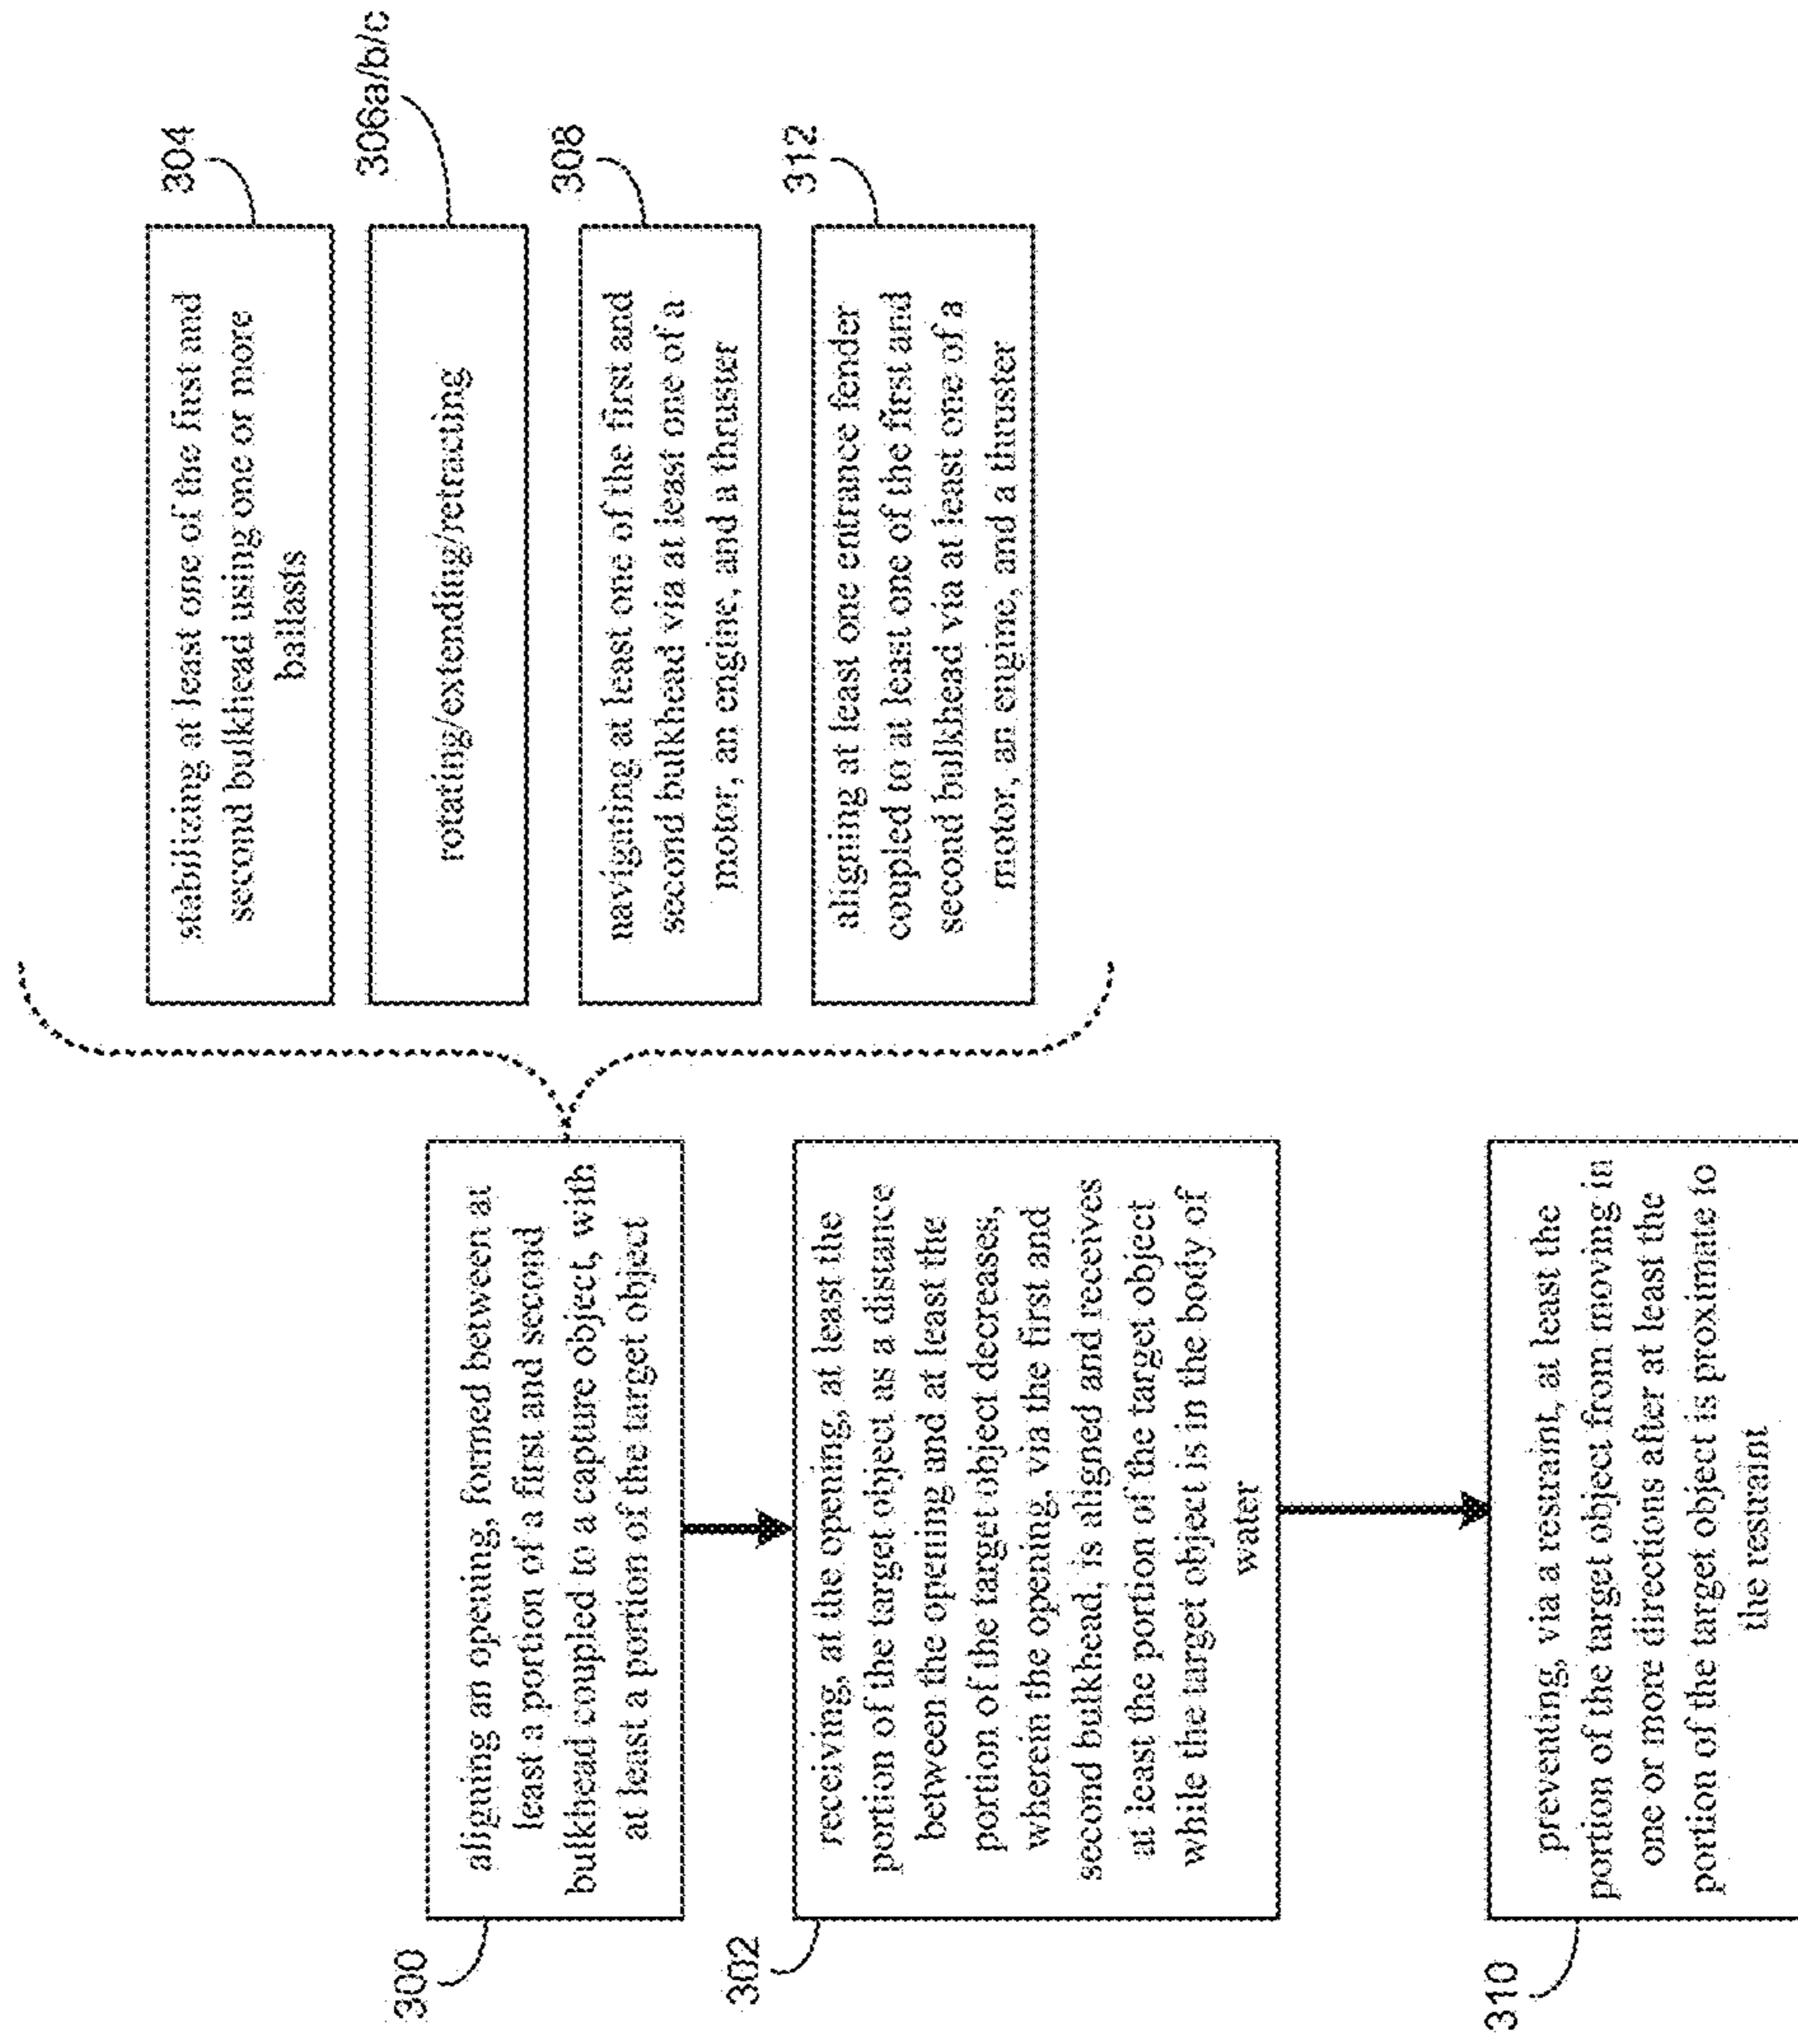 300
aligning an opening, formed between at
least a portion of a first and second
bulkhead coupled to a capture object, with
at least a portion of the target object
304
stabilizing at least one of the first and
second bulkhead using one or more
ballasts
306a/b/c
rotating/extending/retracting
308
navigating at least one of the first and
second bulkhead via at least one of a
motor, an engine, and a thruster
312
aligning at least one entrance fender
coupled to at least one of the first and
second bulkhead via at least one of a
motor, an engine, and a thruster
302
receiving, at the opening, at least the
portion of the target object as a distance
between the opening and at least the
portion of the target object decreases,
wherein the opening, via the first and
second bulkhead, is aligned and receives
at least the portion of the target object
while the target object is in the body of
water
310
preventing, via a restraint, at least the
portion of the target object from moving in
one or more directions after at least the
portion of the target object is proximate to
the restraint